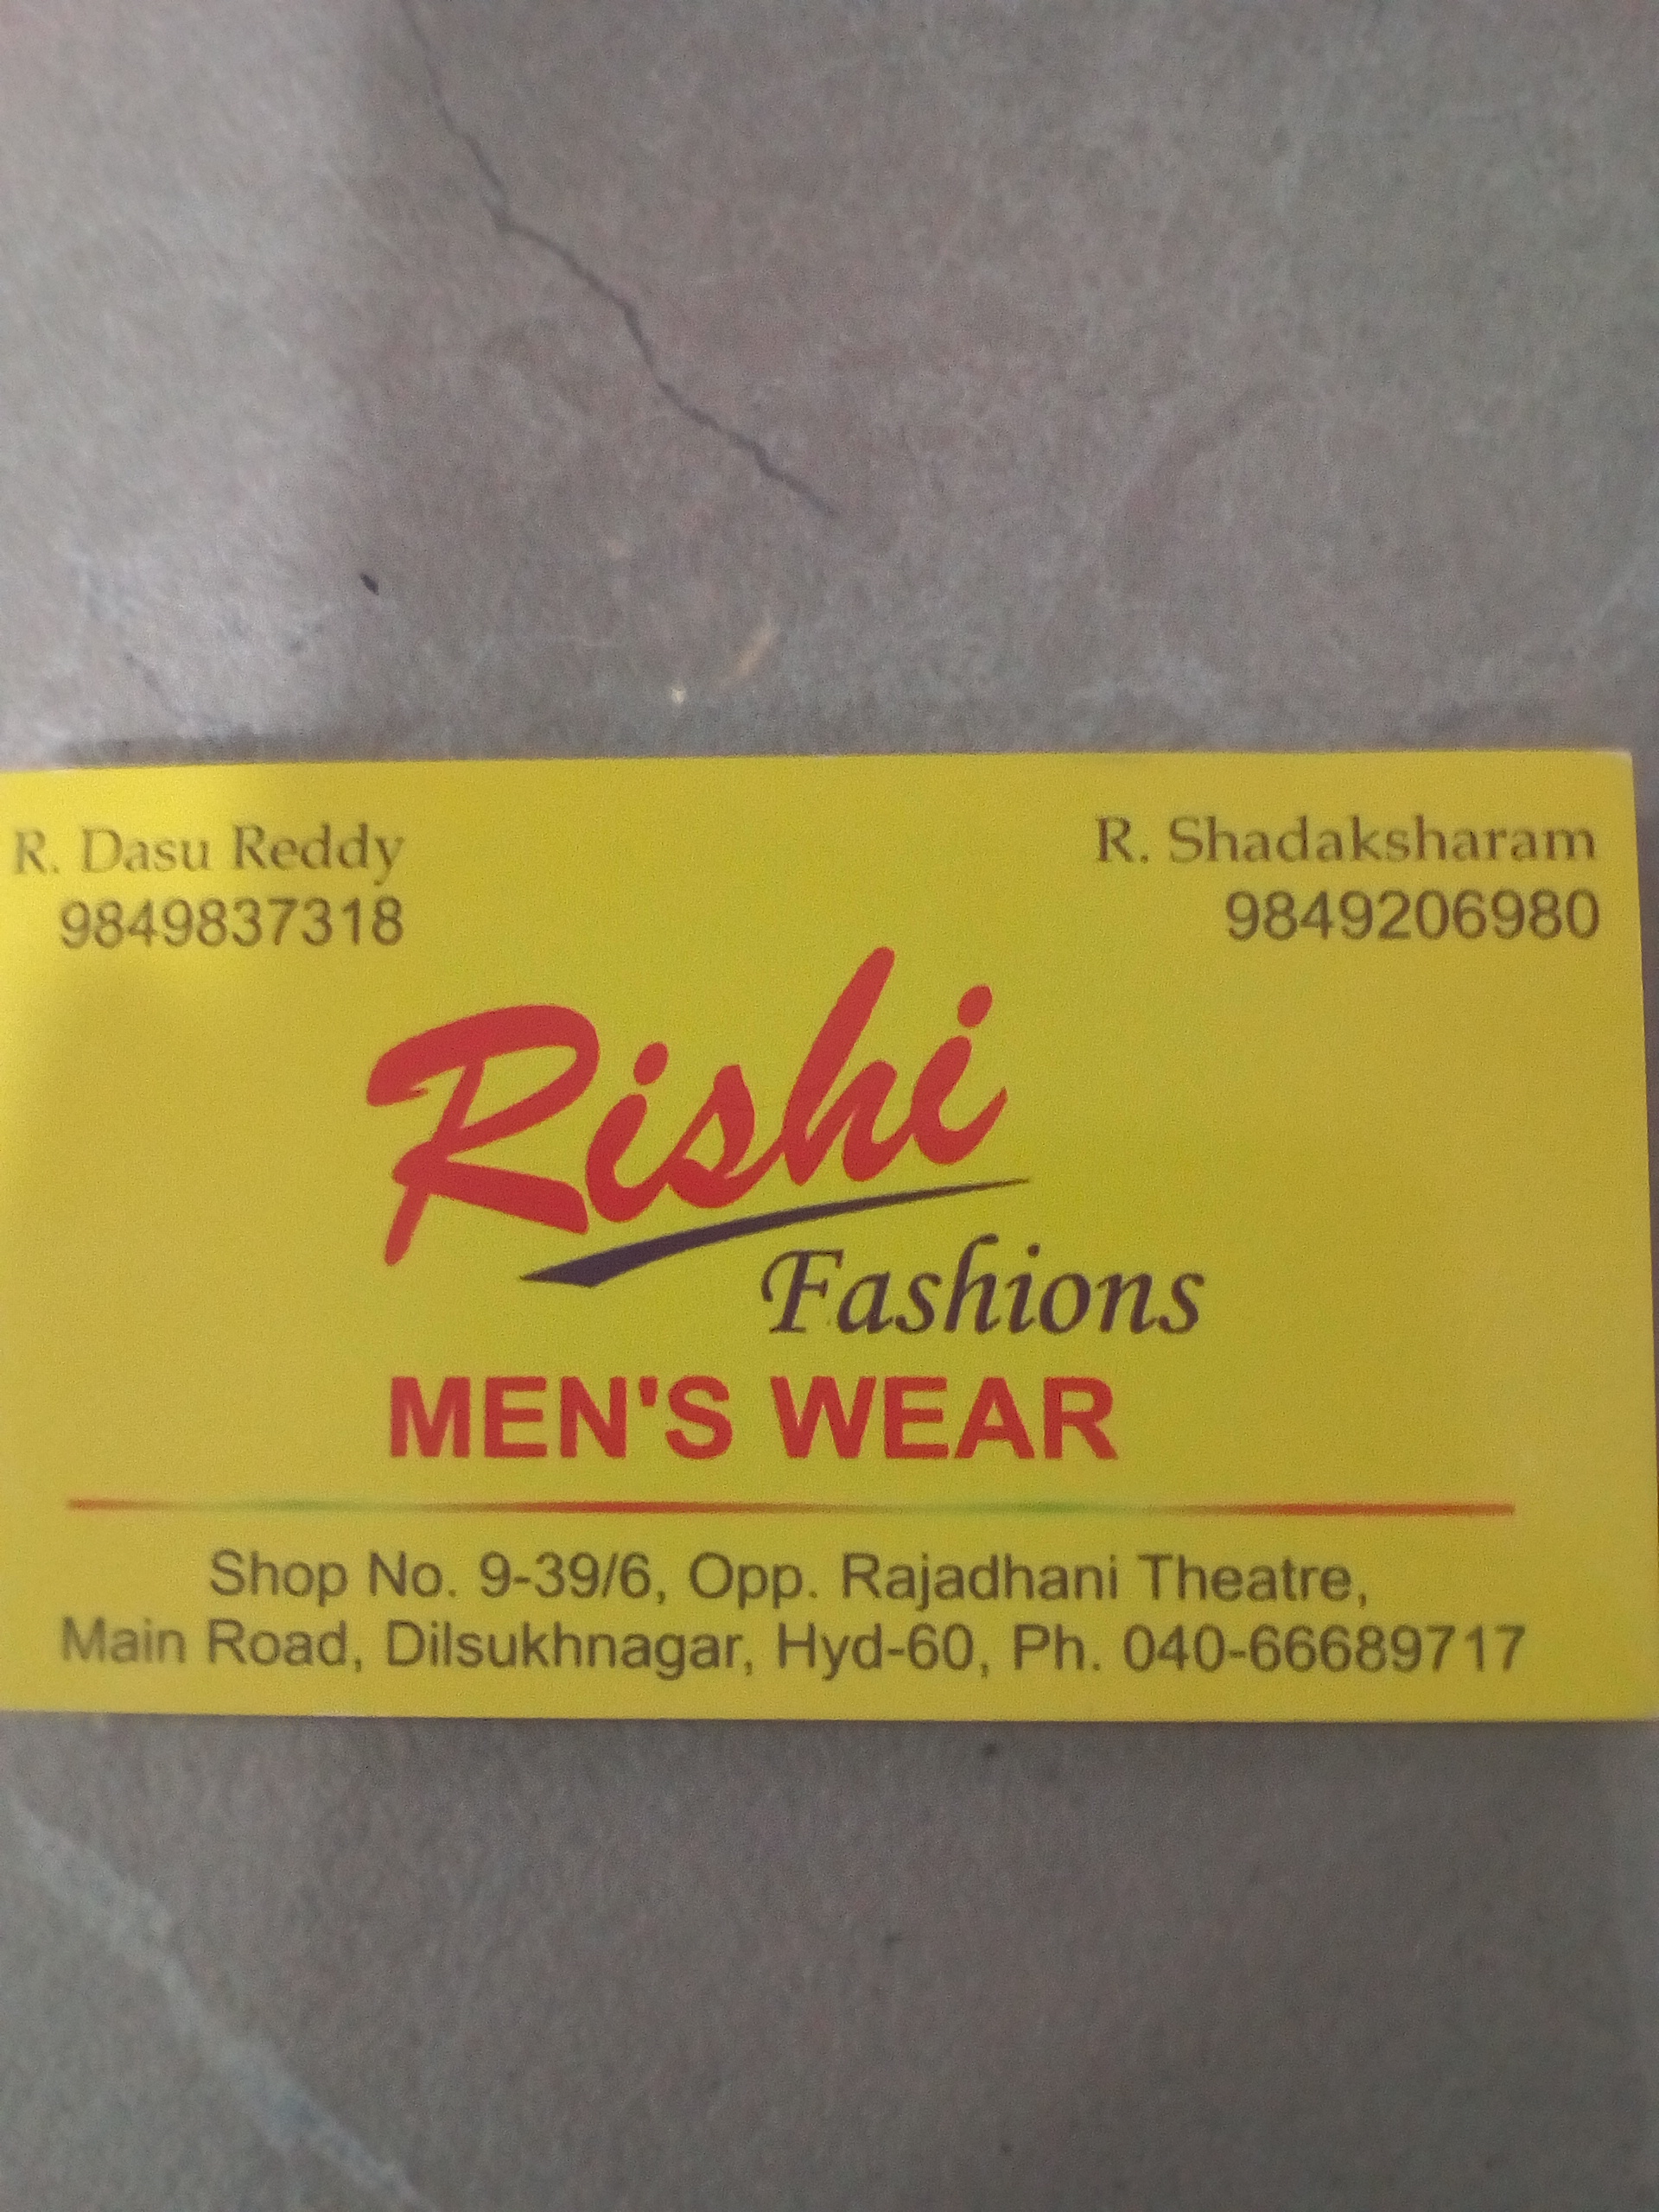 R. Dasu Reddy
9849837318
R. Shadaksharam
9849206980
Rishi
Fashions
MEN'S WEAR
Shop No. 9-39/6, Opp. Rajadhani Theatre,
Main Road, Dilsukhnagar, Hyd-60, Ph. 040-66689717